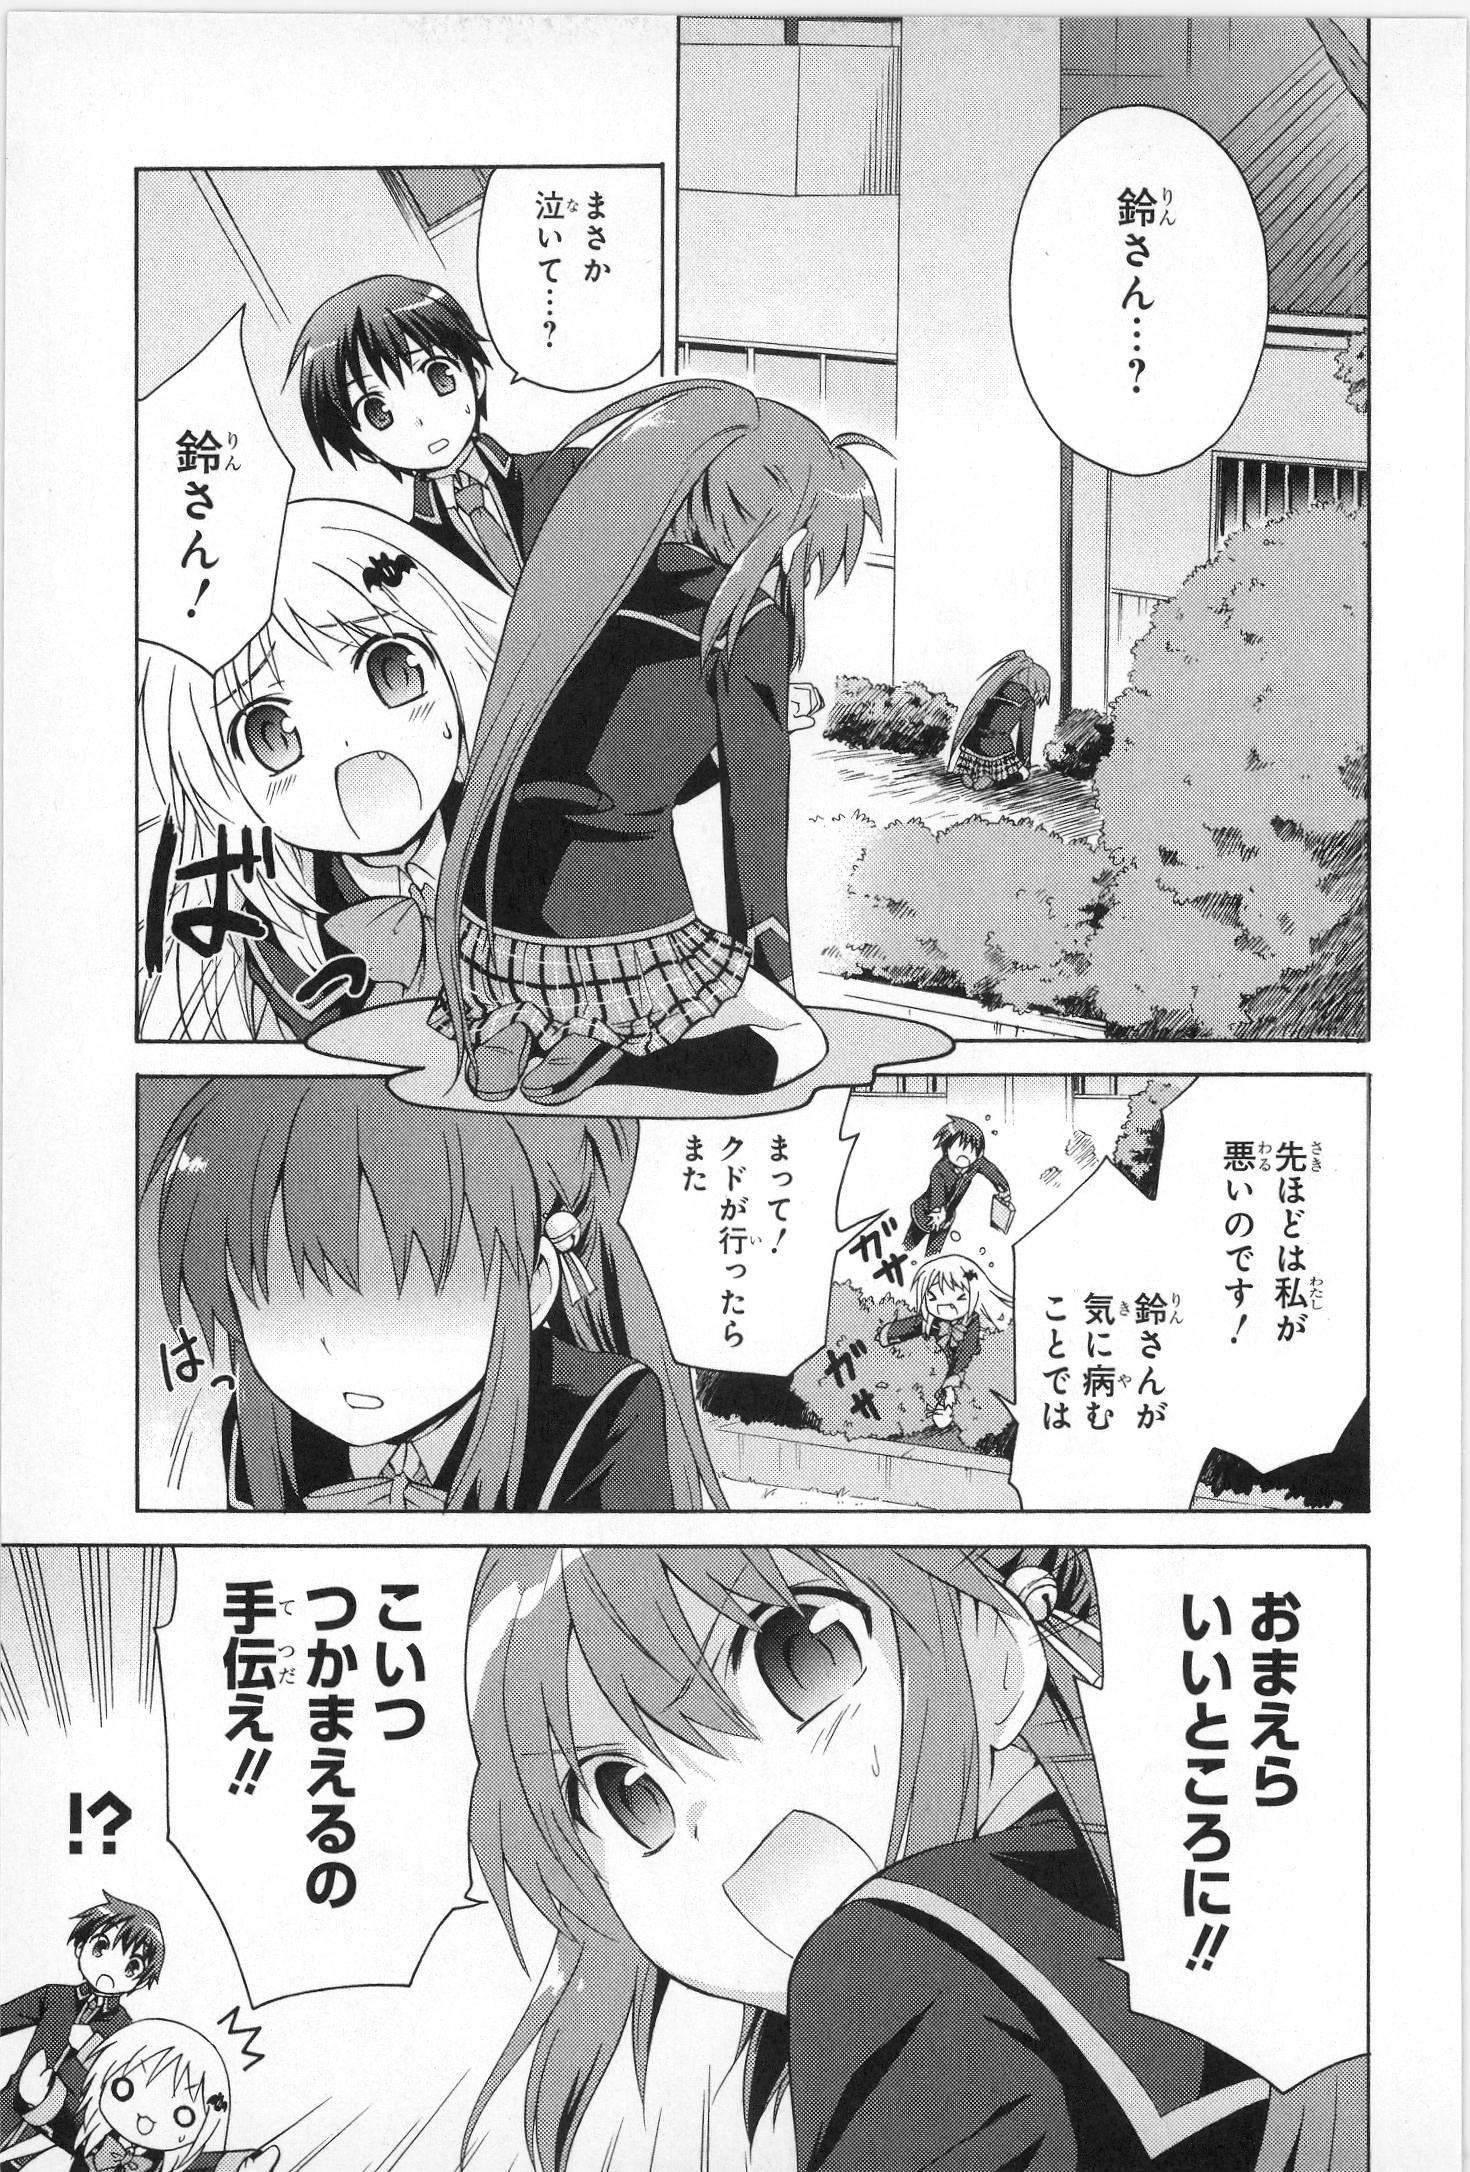 鈴さん…?
まさか
泣いて…?
鈴さん!
ばっ
先ほどは私が
悪いのです!
鈴さんが
気に病む
ことでは
ガサ
ガサ
まって!
クドが行ったら
また
はっ
おまえら
いいところに!!
こいつ
つかまえるの
手伝え!!
!?